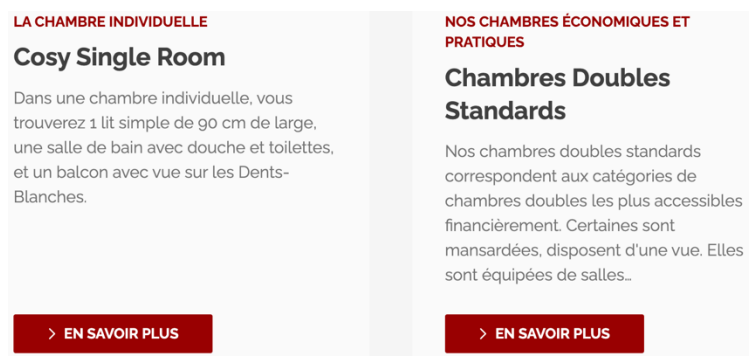 LA CHAMBRE INDIVIDUELLE
Cosy Single Room
Dans une chambre individuelle, vous
trouverez 1 lit simple de 90 cm de large,
une salle de bain avec douche et toilettes,
et un balcon avec vue sur les Dents-
Blanches.
> EN SAVOIR PLUS
NOS CHAMBRES ÉCONOMIQUES ET
PRATIQUES
Chambres Doubles
Standards
Nos chambres doubles standards
correspondent aux catégories de
chambres doubles les plus accessibles
financièrement. Certaines sont
mansardées, disposent d'une vue. Elles
sont équipées de salles...
> EN SAVOIR PLUS